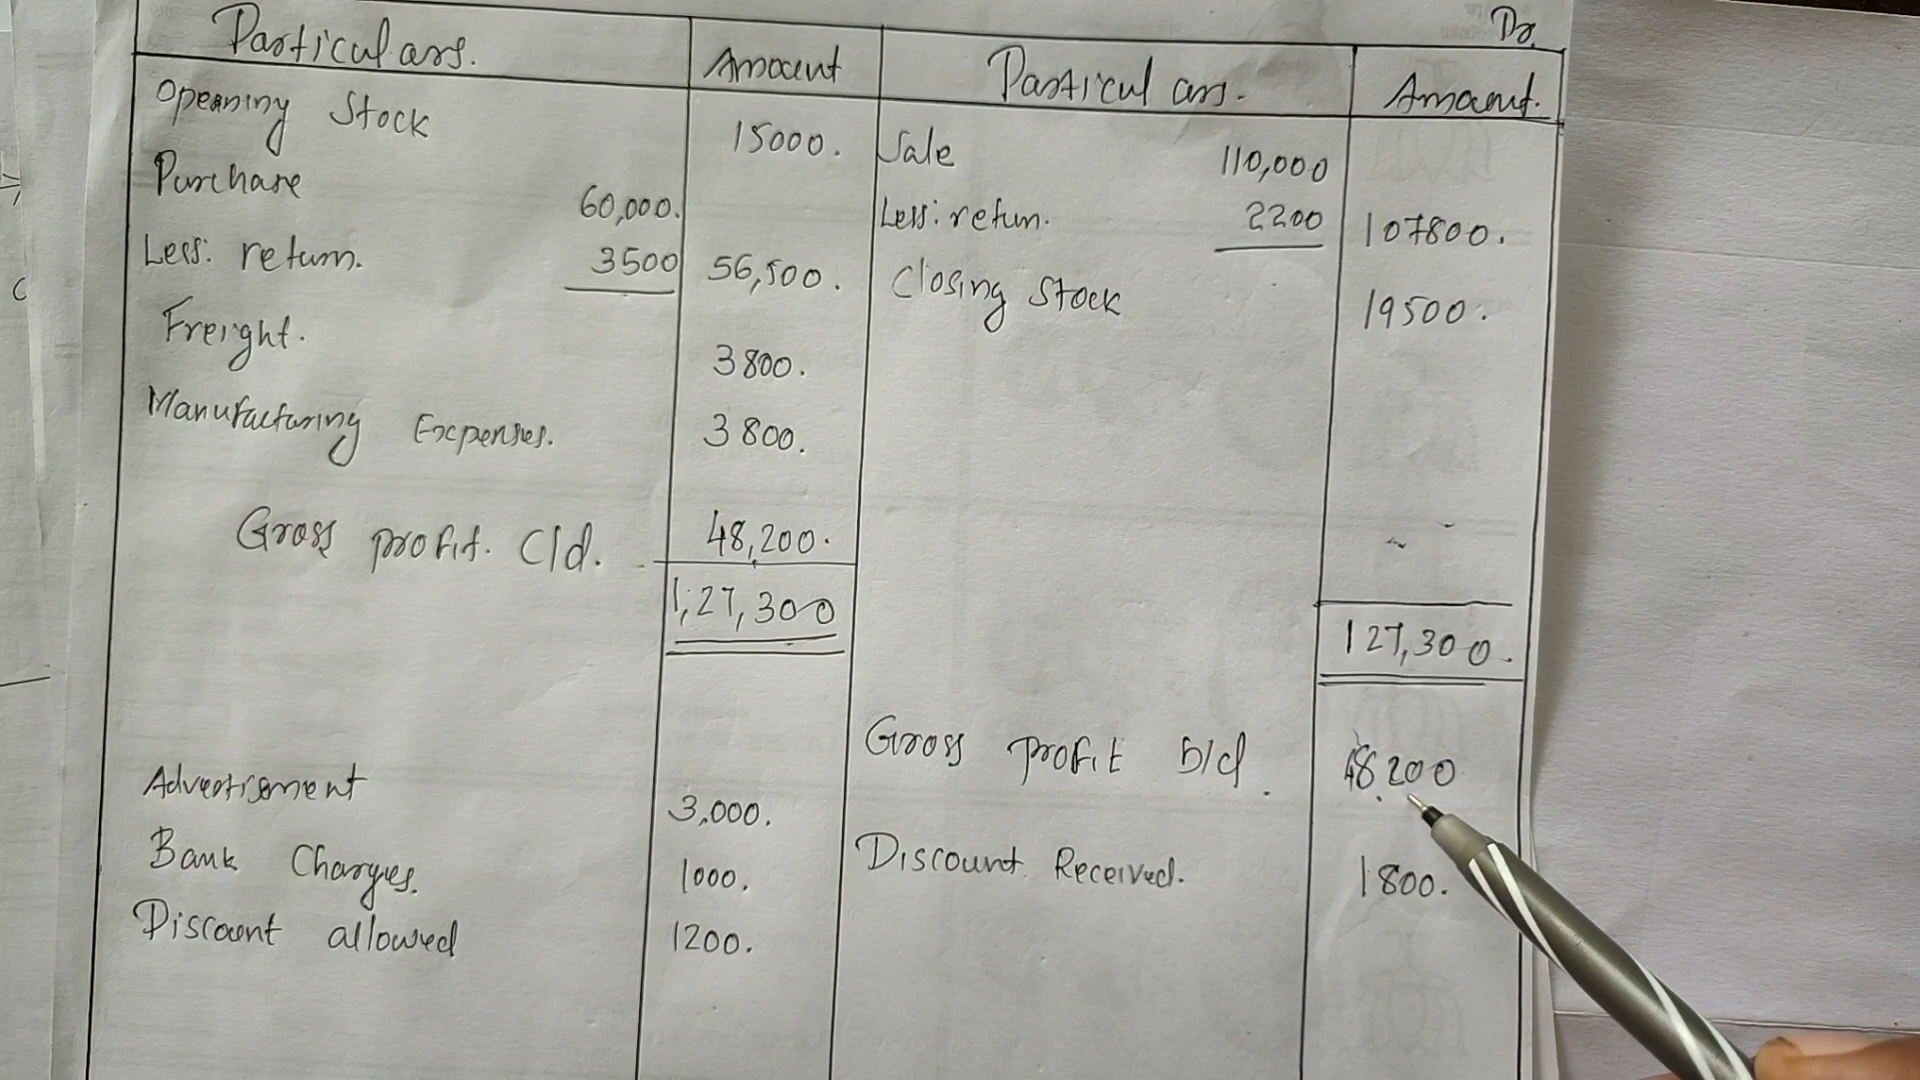 Dr.
Particulars. Amount Particulars. Amount.
Opening Stock 15000. Sale 110,000
Purchase 60,000. Less: return. 2200 107800.
Less: return. 3500 56,500. Closing Stock 19500.
Freight. 3800.
Manufacturing Expenses. 3800.
Gross profit. C/d. 48,200.
1,27,300 127,300.
Gross profit b/d. 48,200
Advertisement 3,000.
Bank Charges. 1000. Discount Received. 1800.
Discount allowed 1200.